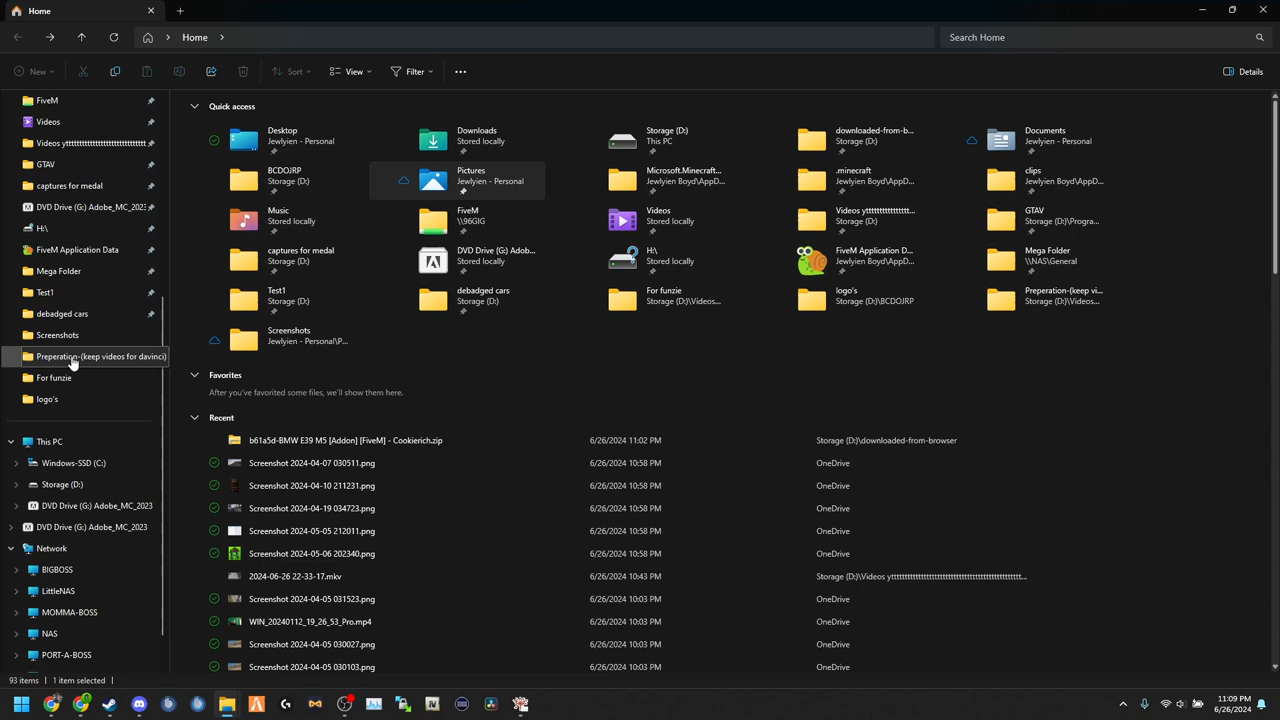 Home
Home
Search Home
New
Sort
View
Filter
Details
FiveM
Videos
GTAV
captures for medal
DVD Drive (G:) Adobe_MC_202
H:\
FiveM Application Data
Mega Folder
Test1
debadged cars
Screenshots
Preperation-(keep videos for davinci)
For funzie
logo's
This PC
Windows-SSD (C:)
Storage (D:)
DVD Drive (G:) Adobe_MC_2023
DVD Drive (G:) Adobe_MC_2023
Network
BIGBOSS
LittleNAS
MOMMA-BOSS
NAS
PORT-A-BOSS
Quick access
Desktop
Jewlyien - Personal
Downloads
Stored locally
Storage (D:)
This PC
downloaded-from-b...
Storage (D:)
Documents
Jewlyien - Personal
BCDOJRP
Storage (D:)
Pictures
Jewlyien - Personal
Microsoft.Minecraft...
Jewlyien Boyd\AppD...
.minecraft
Jewlyien Boyd\AppD...
clips
Jewlyien Boyd\AppD...
Music
Stored locally
FiveM
\\96GIG
Videos
Stored locally
Videos ytttttttttttttttt...
Storage (D:)
GTAV
Storage (D:)\Progra...
captures for medal
Storage (D:)
DVD Drive (G:) Adob...
Stored locally
H:\
Stored locally
FiveM Application D...
Jewlyien Boyd\AppD...
Mega Folder
\\NAS\General
Test1
Storage (D:)
debadged cars
Storage (D:)
For funzie
Storage (D:)\Videos...
logo's
Storage (D:)\BCDOJRP
Preperation-(keep vi...
Storage (D:)\Videos...
Screenshots
Jewlyien - Personal\P...
Favorites
After you've favorited some files, we'll show them here.
Recent
b61a5d-BMW E39 M5 [Addon] [FiveM] - Cookierich.zip 6/26/2024 11:02 PM Storage (D:)\downloaded-from-browser
Screenshot 2024-04-07 030511.png 6/26/2024 10:58 PM OneDrive
Screenshot 2024-04-10 211231.png 6/26/2024 10:58 PM OneDrive
Screenshot 2024-04-19 034723.png 6/26/2024 10:58 PM OneDrive
Screenshot 2024-05-05 212011.png 6/26/2024 10:58 PM OneDrive
Screenshot 2024-05-06 202340.png 6/26/2024 10:58 PM OneDrive
2024-06-26 22-33-17.mkv 6/26/2024 10:43 PM Storage (D:)\Videos
Screenshot 2024-04-05 031523.png 6/26/2024 10:03 PM OneDrive
WIN_20240112_19_26_53_Pro.mp4 6/26/2024 10:03 PM OneDrive
Screenshot 2024-04-05 030027.png 6/26/2024 10:03 PM OneDrive
Screenshot 2024-04-05 030103.png 6/26/2024 10:03 PM OneDrive
93 items
1 item selected
11:09 PM
6/26/2024